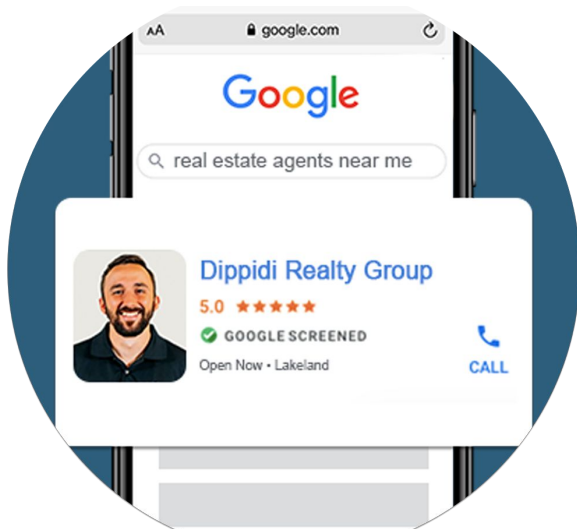 AA google.com
Google
real estate agents near me
Dippidi Realty Group
5.0
GOOGLE SCREENED
Open Now • Lakeland
CALL